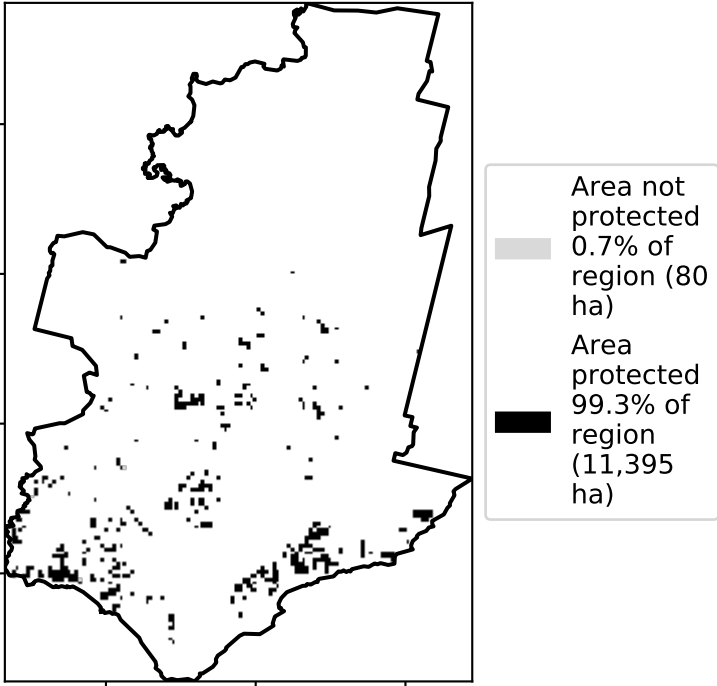 Area not
protected
0.7% of
region (80
ha)
Area
protected
99.3% of
region
(11,395
ha)